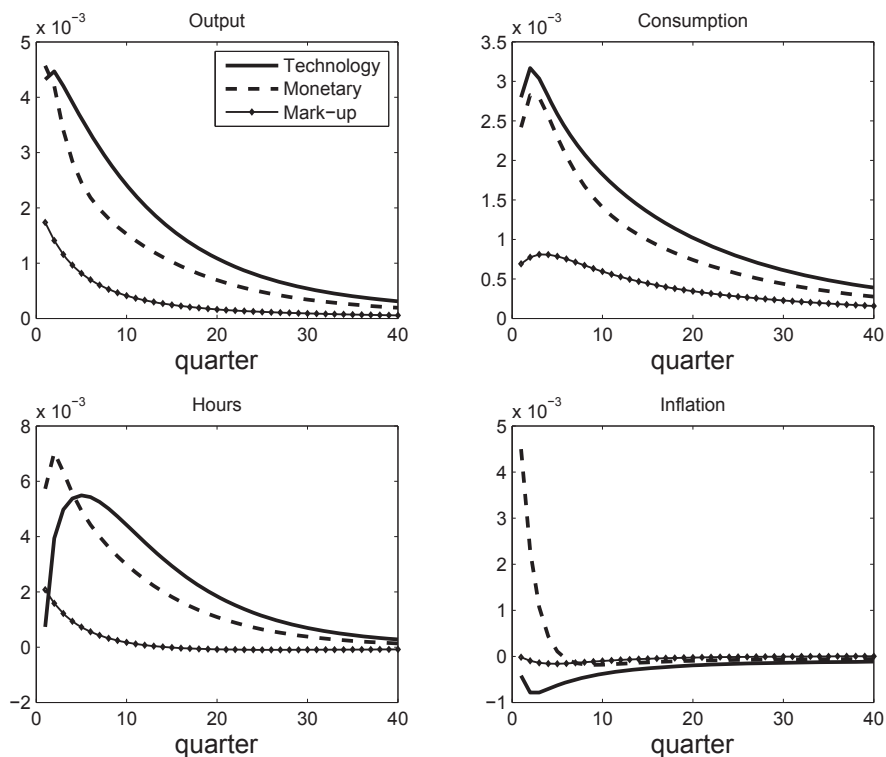 Output
x 10⁻³
5
4
3
2
1
0
0 10 20 30 40
quarter
Technology
Monetary
Mark−up
Consumption
x 10⁻³
3.5
3
2.5
2
1.5
1
0.5
0
0 10 20 30 40
quarter
Hours
x 10⁻³
8
6
4
2
0
−2
0 10 20 30 40
quarter
Inflation
x 10⁻³
5
4
3
2
1
0
−1
0 10 20 30 40
quarter